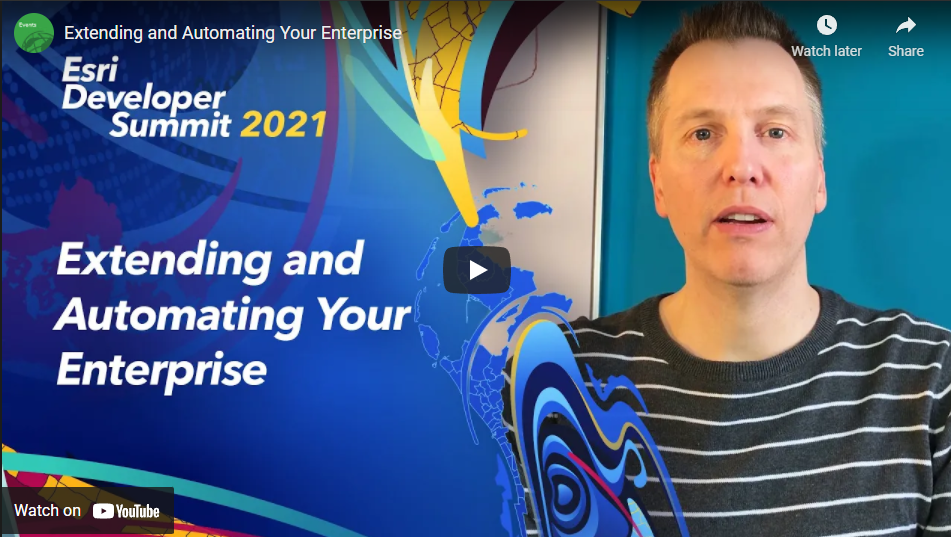 Events
Extending and Automating Your Enterprise
Watch later
Share
Esri
Developer
Summit 2021
Extending and
Automating Your
Enterprise
Watch on YouTube